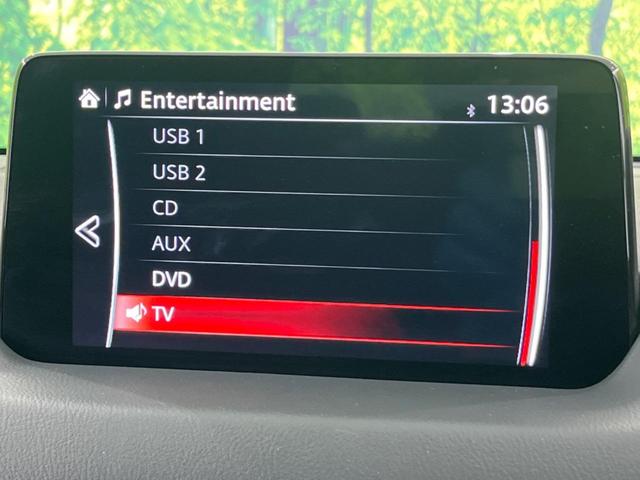 Entertainment
13:06
USB 1
USB 2
CD
AUX
DVD
TV